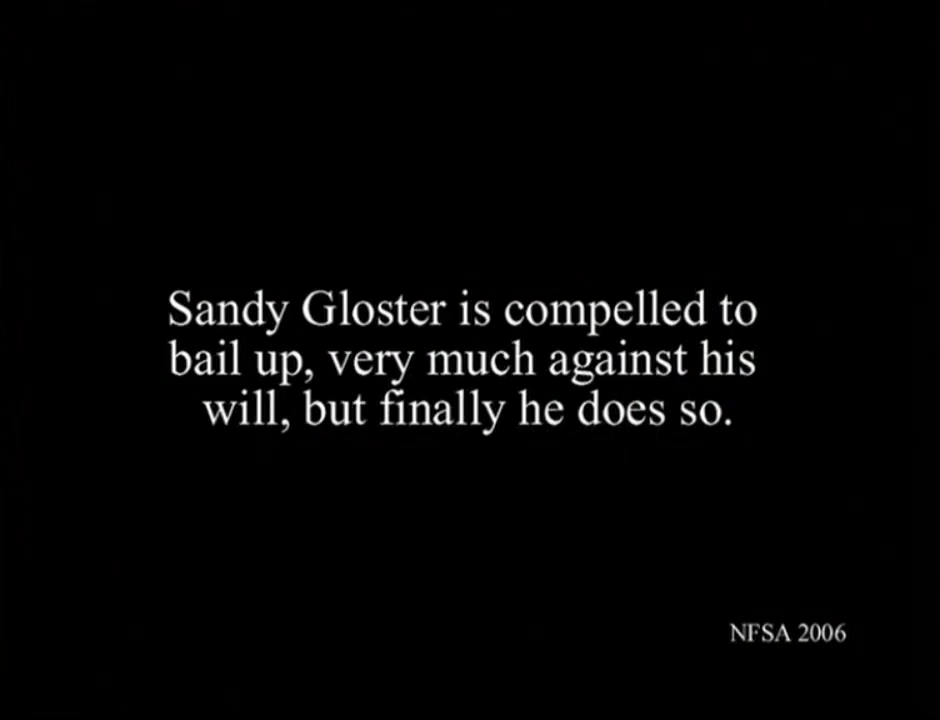 Sandy Gloster is compelled to
bail up, very much against his
will, but finally he does so.
NFSA 2006